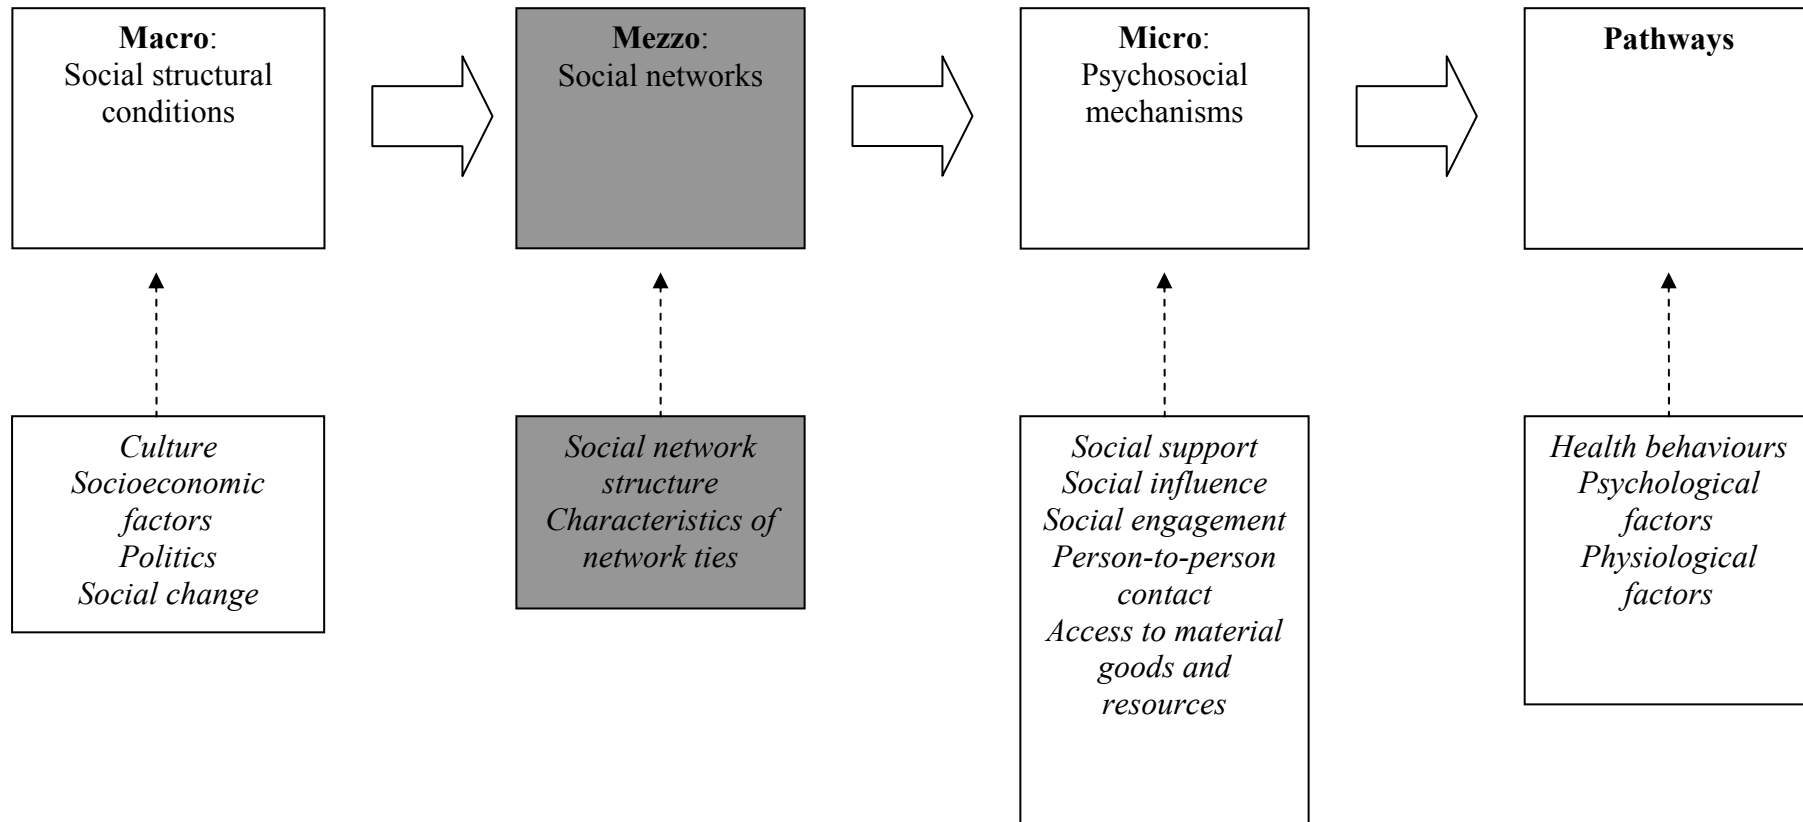 Macro:
Social structural
conditions
Mezzo:
Social networks
Micro:
Psychosocial
mechanisms
Pathways
Culture
Socioeconomic
factors
Politics
Social change
Social network
structure
Characteristics of
network ties
Social support
Social influence
Social engagement
Person-to-person
contact
Access to material
goods and
resources
Health behaviours
Psychological
factors
Physiological
factors